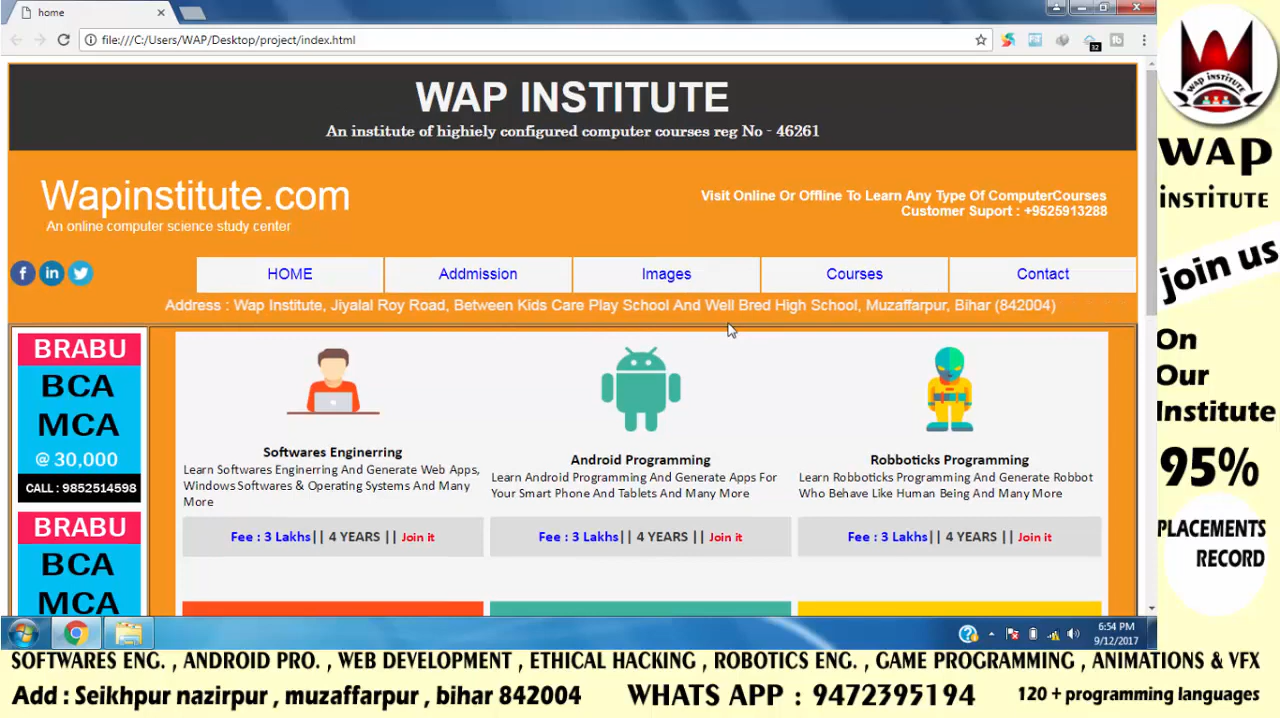 home
file:///C:/Users/WAP/Desktop/project/index.html
32
WAP INSTITUTE
An institute of highiely configured computer courses reg No - 46261
Wapinstitute.com
An online computer science study center
Visit Online Or Offline To Learn Any Type Of ComputerCourses
Customer Suport : +9525913288
HOME
Addmission
Images
Courses
Contact
Address : Wap Institute, Jiyalal Roy Road, Between Kids Care Play School And Well Bred High School, Muzaffarpur, Bihar (842004)
BRABU
BCA
MCA
@ 30,000
CALL : 9852514598
BRABU
BCA
MCA
Softwares Enginerring
Learn Softwares Enginerring And Generate Web Apps,
Windows Softwares & Operating Systems And Many
More
Fee : 3 Lakhs|| 4 YEARS || Join it
Android Programming
Learn Android Programming And Generate Apps For
Your Smart Phone And Tablets And Many More
Fee : 3 Lakhs|| 4 YEARS || Join it
Robboticks Programming
Learn Robboticks Programming And Generate Robbot
Who Behave Like Human Being And Many More
Fee : 3 Lakhs|| 4 YEARS || Join it
6:54 PM
9/12/2017
WAP INSTITUTE
WAP
INSTITUTE
join us
On
Our
Institute
95%
PLACEMENTS
RECORD
SOFTWARES ENG. , ANDROID PRO. , WEB DEVELOPMENT , ETHICAL HACKING , ROBOTICS ENG. , GAME PROGRAMMING , ANIMATIONS & VFX
Add : Seikhpur nazirpur , muzaffarpur , bihar 842004
WHATS APP : 9472395194
120 + programming languages